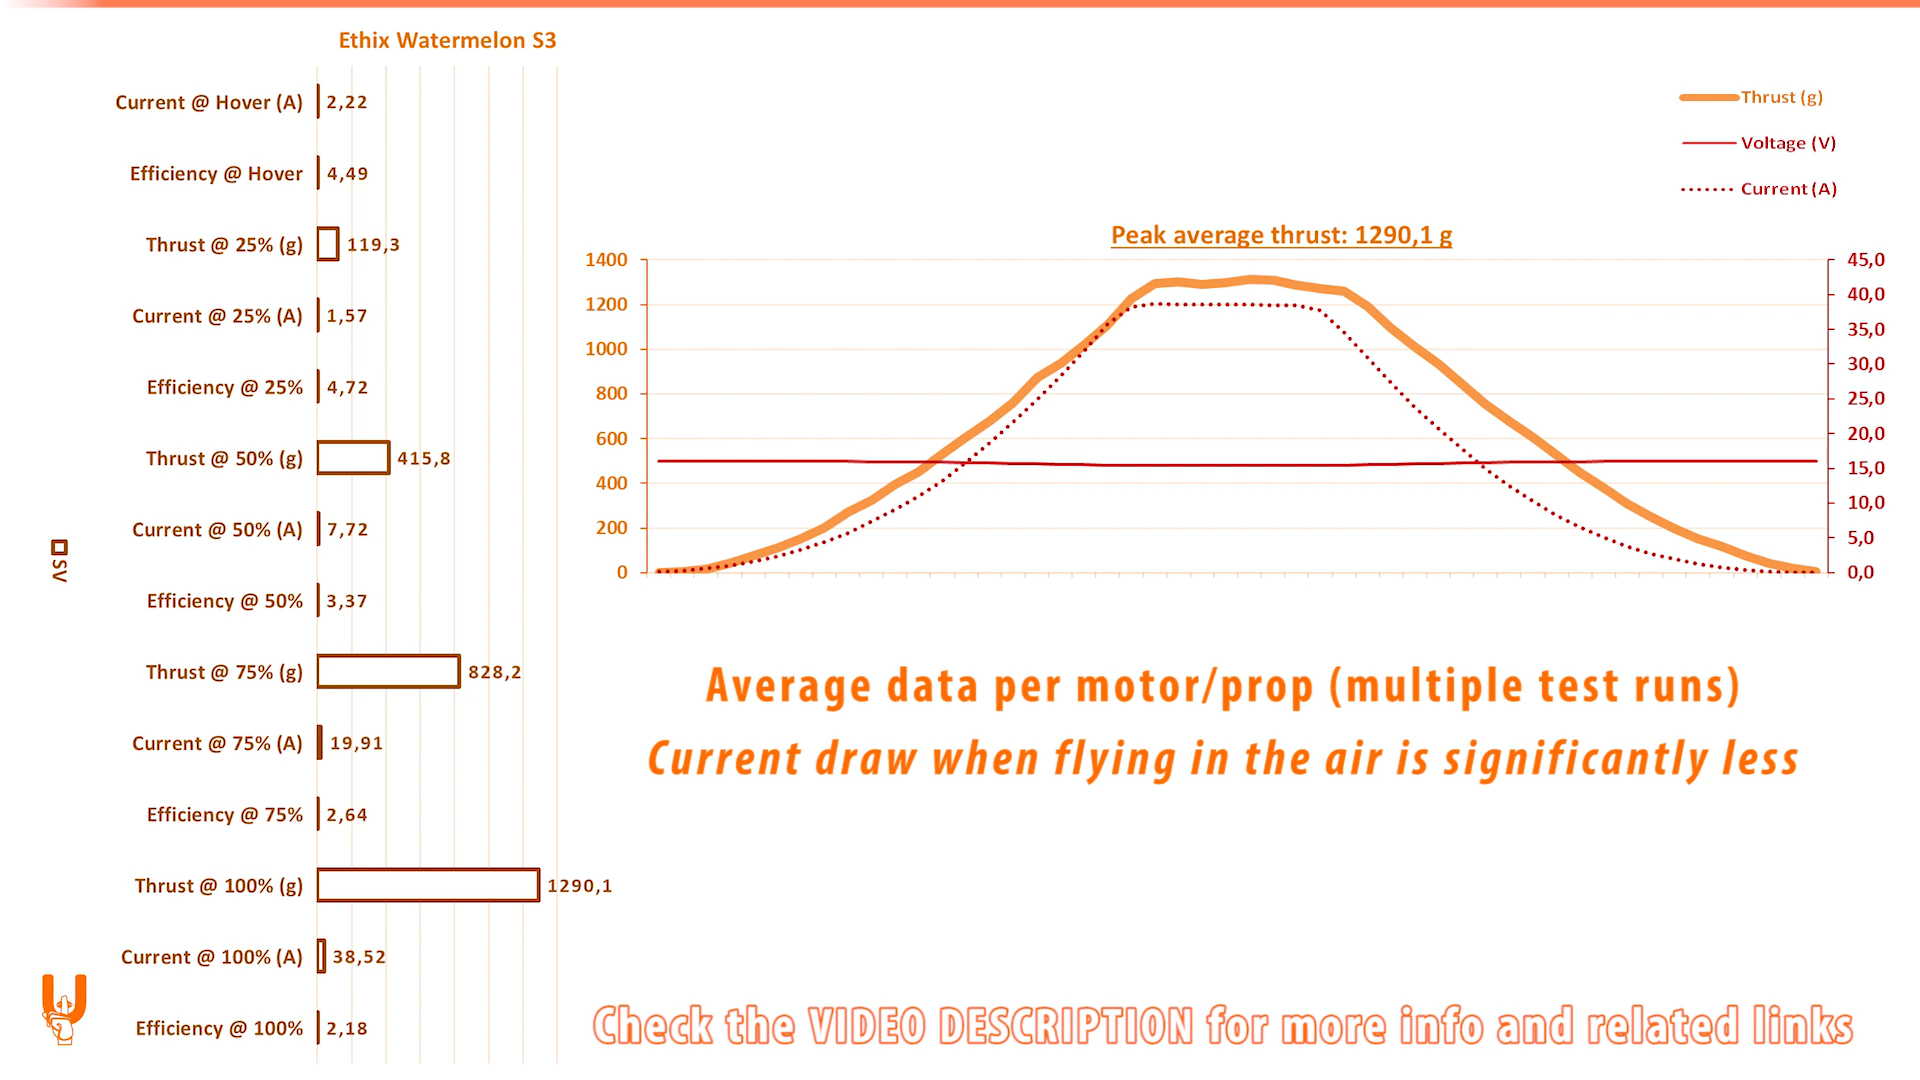 Ethix Watermelon S3
Current @ Hover (A) 2,22
Efficiency @ Hover 4,49
Thrust @ 25% (g) 119,3
Current @ 25% (A) 1,57
Efficiency @ 25% 4,72
Thrust @ 50% (g) 415,8
Current @ 50% (A) 7,72
Efficiency @ 50% 3,37
Thrust @ 75% (g) 828,2
Current @ 75% (A) 19,91
Efficiency @ 75% 2,64
Thrust @ 100% (g) 1290,1
Current @ 100% (A) 38,52
Efficiency @ 100% 2,18
SV
Thrust (g)
Voltage (V)
Current (A)
Peak average thrust: 1290,1 g
1400
1200
1000
800
600
400
200
0
45,0
40,0
35,0
30,0
25,0
20,0
15,0
10,0
5,0
0,0
Average data per motor/prop (multiple test runs)
Current draw when flying in the air is significantly less
Check the VIDEO DESCRIPTION for more info and related links